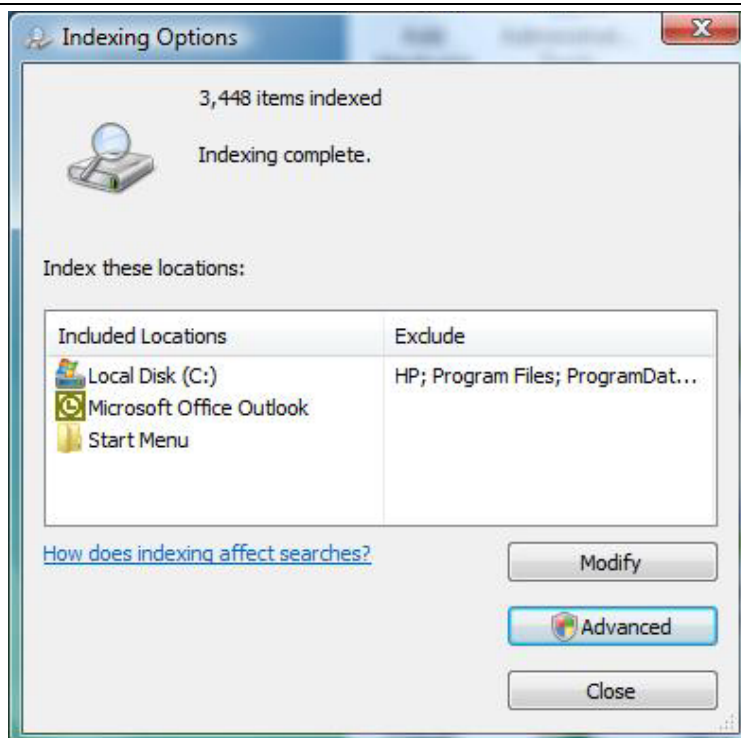 Indexing Options
3,448 items indexed
Indexing complete.
Index these locations:
Included Locations Exclude
Local Disk (C:) HP; Program Files; ProgramDat...
Microsoft Office Outlook
Start Menu
How does indexing affect searches?
Modify
Advanced
Close